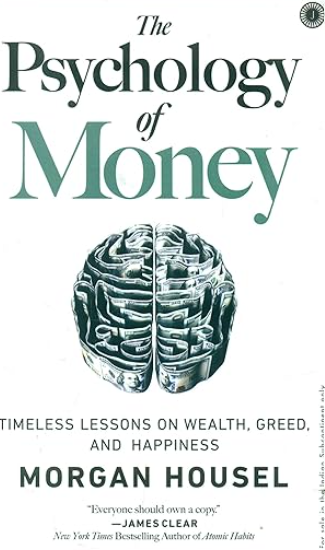 The
Psychology
of
Money
TIMELESS LESSONS ON WEALTH, GREED,
AND HAPPINESS
MORGAN HOUSEL
"Everyone should own a copy."
—JAMES CLEAR
New York Times Bestselling Author of Atomic Habits
For sale in the Indian Subcontinent only
J